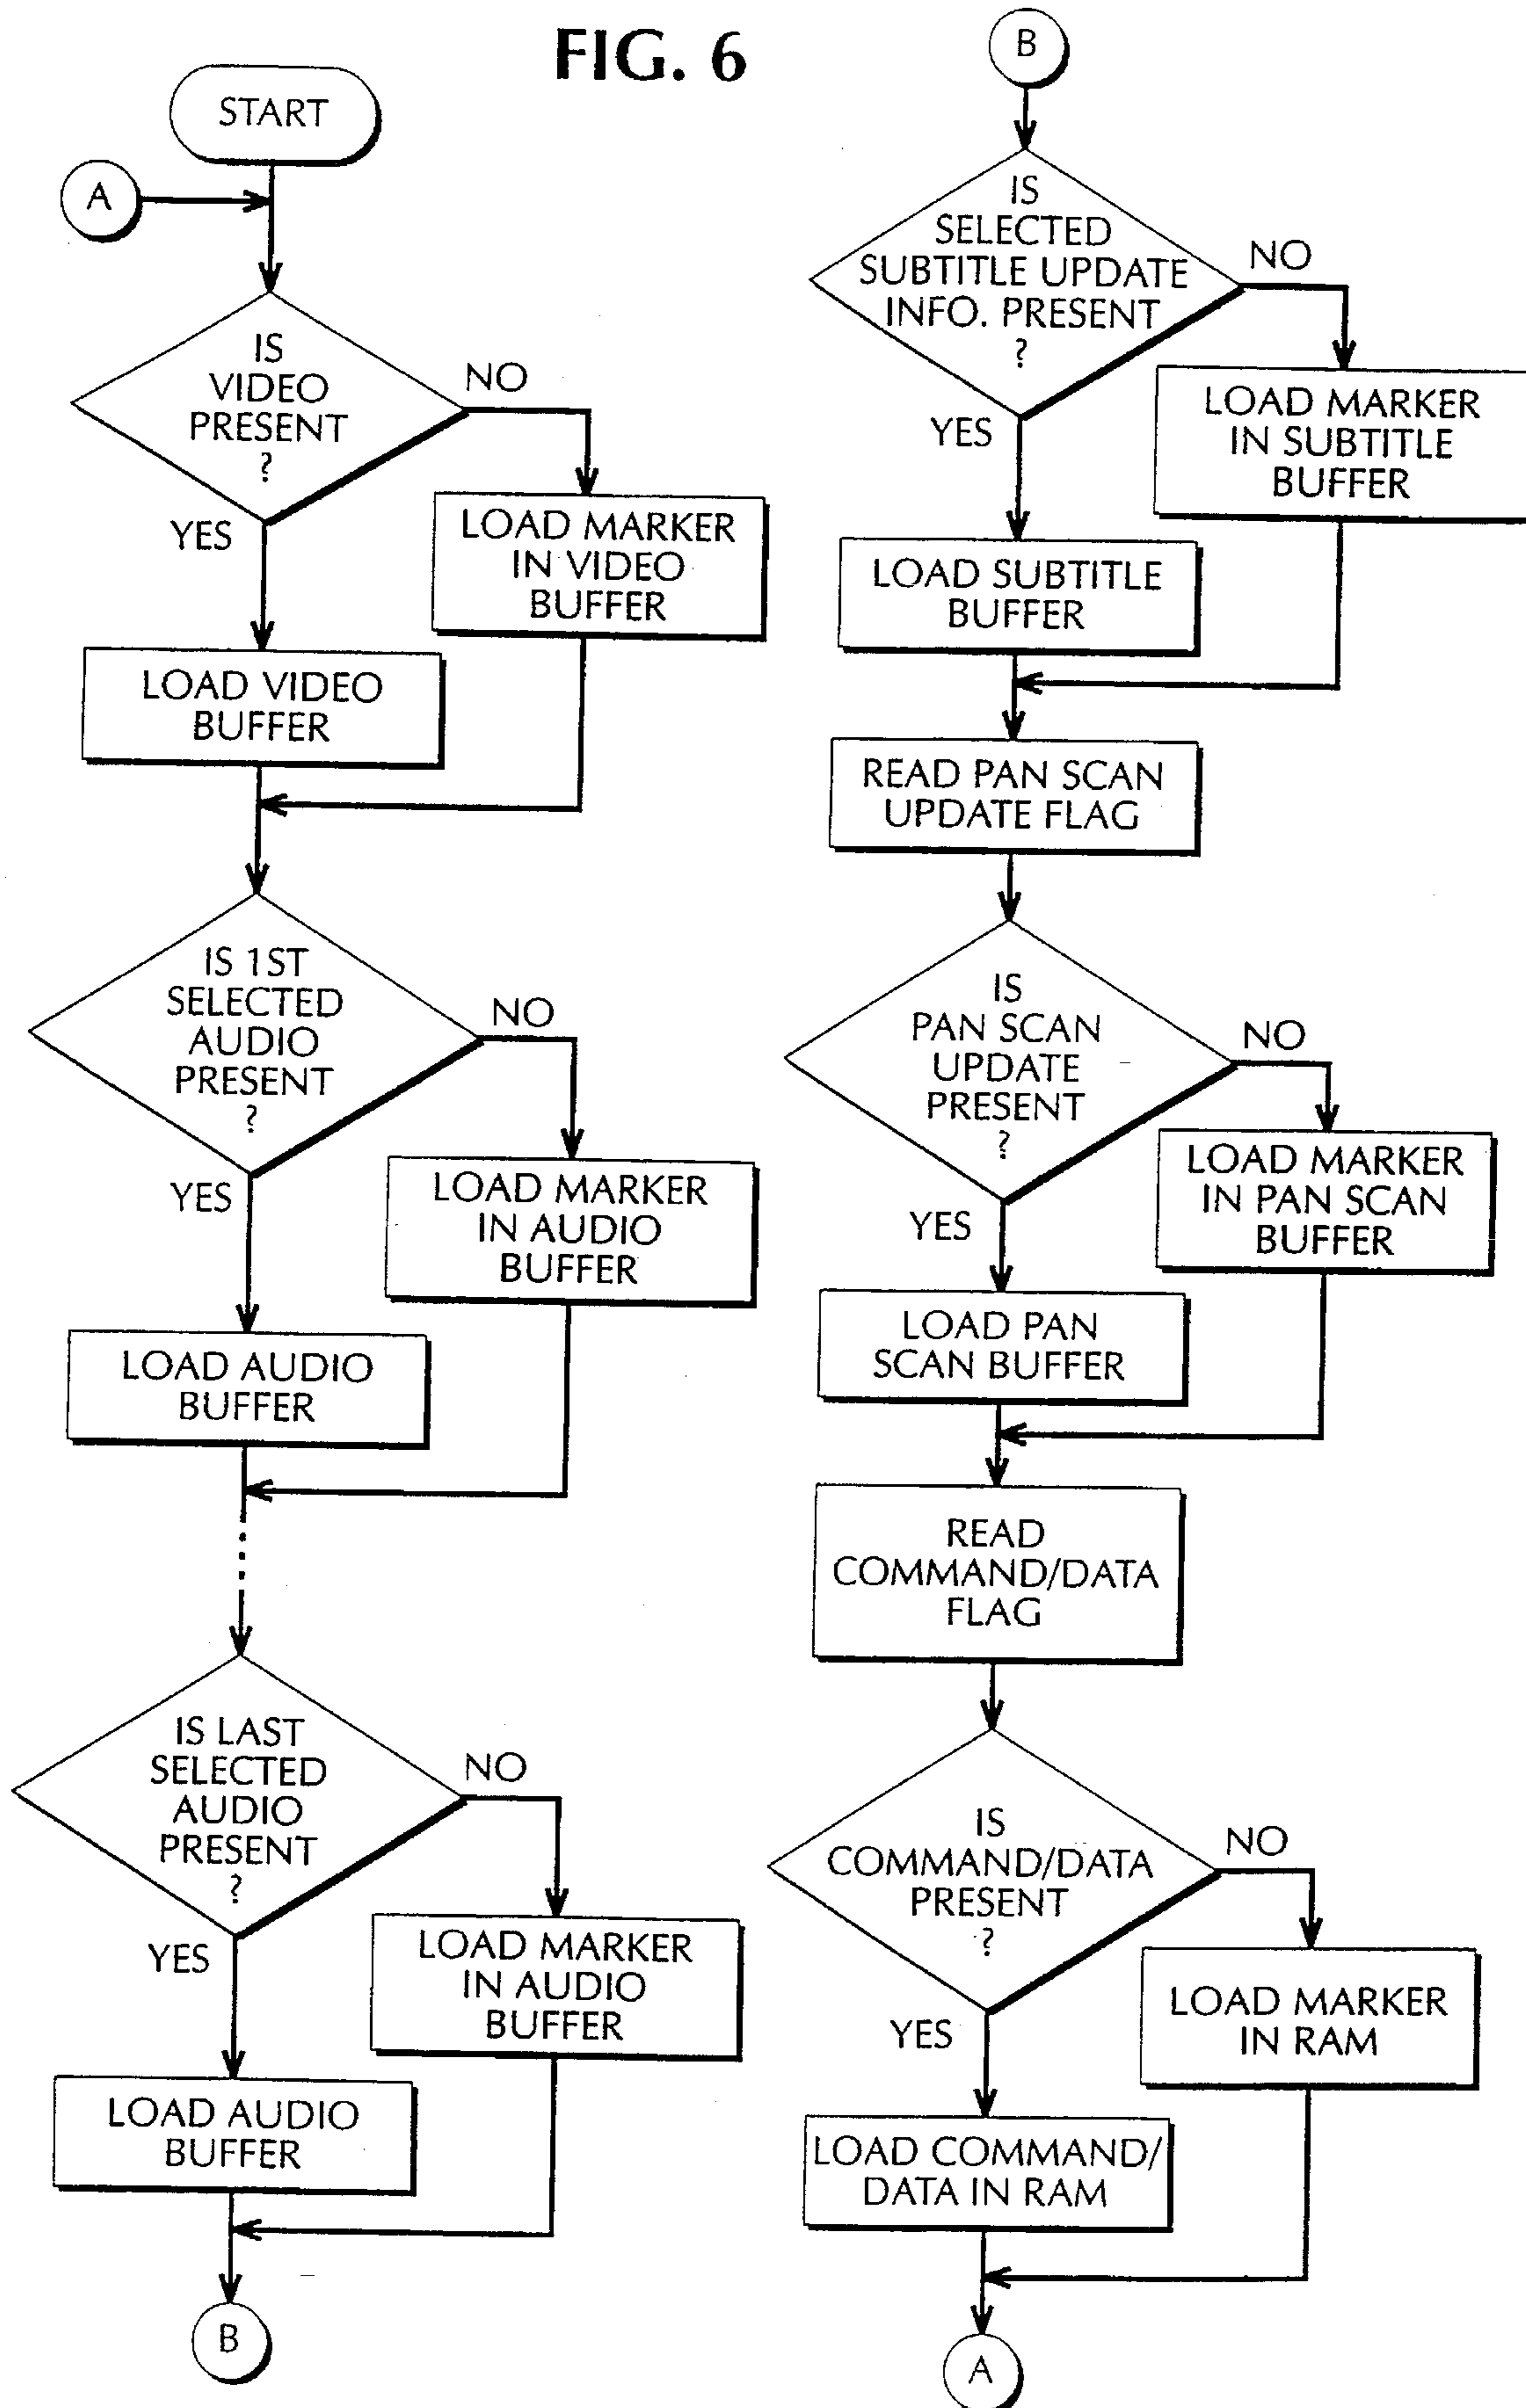 FIG. 6
START
A
IS
VIDEO
PRESENT
?
NO
YES
LOAD MARKER
IN VIDEO
BUFFER
LOAD VIDEO
BUFFER
IS 1ST
SELECTED
AUDIO
PRESENT
?
NO
YES
LOAD MARKER
IN AUDIO
BUFFER
LOAD AUDIO
BUFFER
IS LAST
SELECTED
AUDIO
PRESENT
?
NO
YES
LOAD MARKER
IN AUDIO
BUFFER
LOAD AUDIO
BUFFER
B
B
IS
SELECTED
SUBTITLE UPDATE
INFO. PRESENT
?
NO
YES
LOAD MARKER
IN SUBTITLE
BUFFER
LOAD SUBTITLE
BUFFER
READ PAN SCAN
UPDATE FLAG
IS
PAN SCAN
UPDATE
PRESENT
?
NO
YES
LOAD MARKER
IN PAN SCAN
BUFFER
LOAD PAN
SCAN BUFFER
READ
COMMAND/DATA
FLAG
IS
COMMAND/DATA
PRESENT
?
NO
YES
LOAD MARKER
IN RAM
LOAD COMMAND/
DATA IN RAM
A